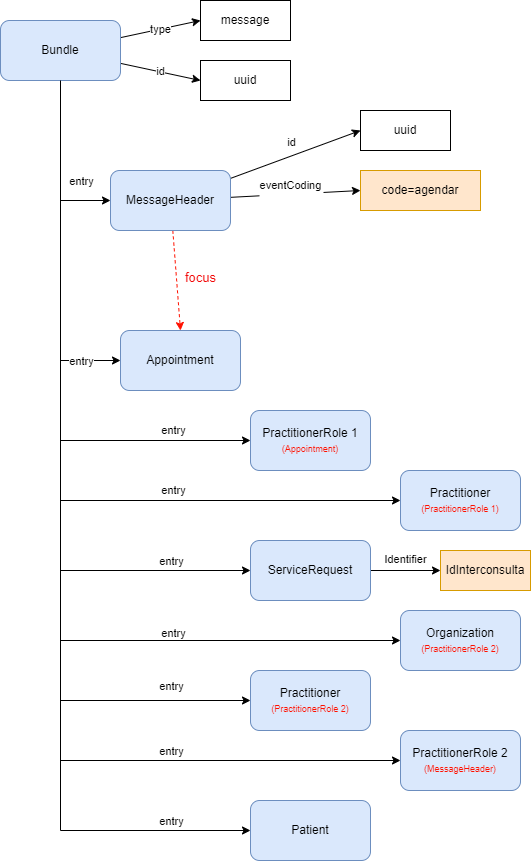 message
type
Bundle
id
uuid
uuid
id
entry
eventCoding
code=agendar
MessageHeader
focus
entry
Appointment
entry
PractitionerRole 1
(Appointment)
entry
Practitioner
(PractitionerRole 1)
entry
ServiceRequest
Identifier
IdInterconsulta
entry
Organization
(PractitionerRole 2)
entry
Practitioner
(PractitionerRole 2)
entry
PractitionerRole 2
(MessageHeader)
entry
Patient